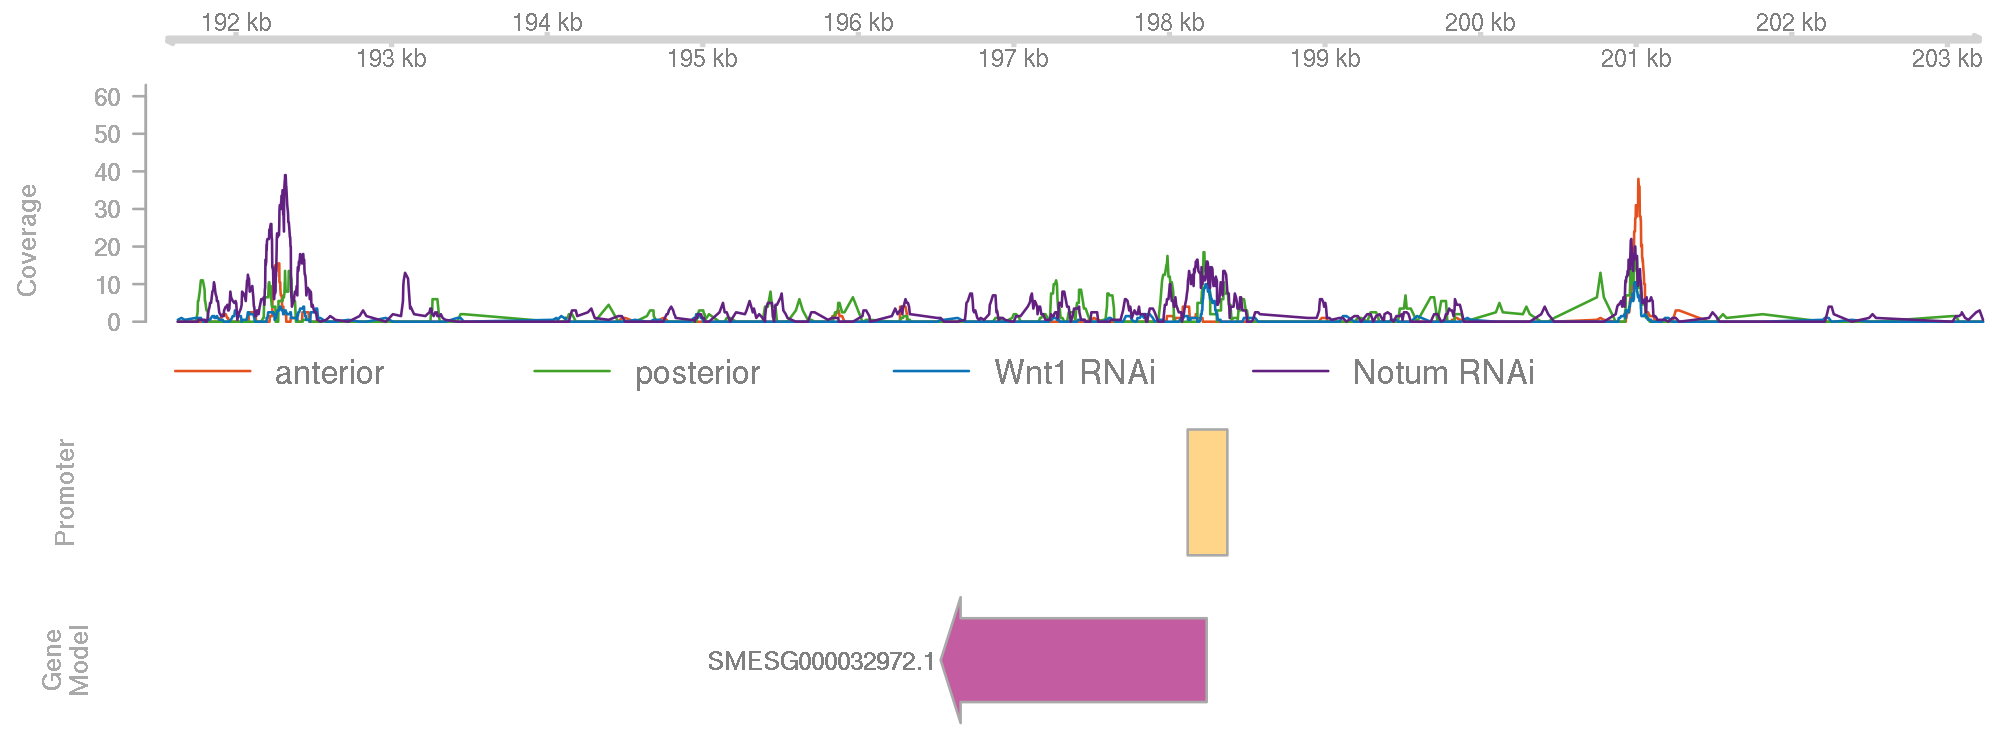 192 kb 194 kb 196 kb 198 kb 200 kb 202 kb
193 kb 195 kb 197 kb 199 kb 201 kb 203 kb
Coverage
60
50
40
30
20
10
0
anterior posterior Wnt1 RNAi Notum RNAi
Promoter
Gene
Model
SMESG000032972.1